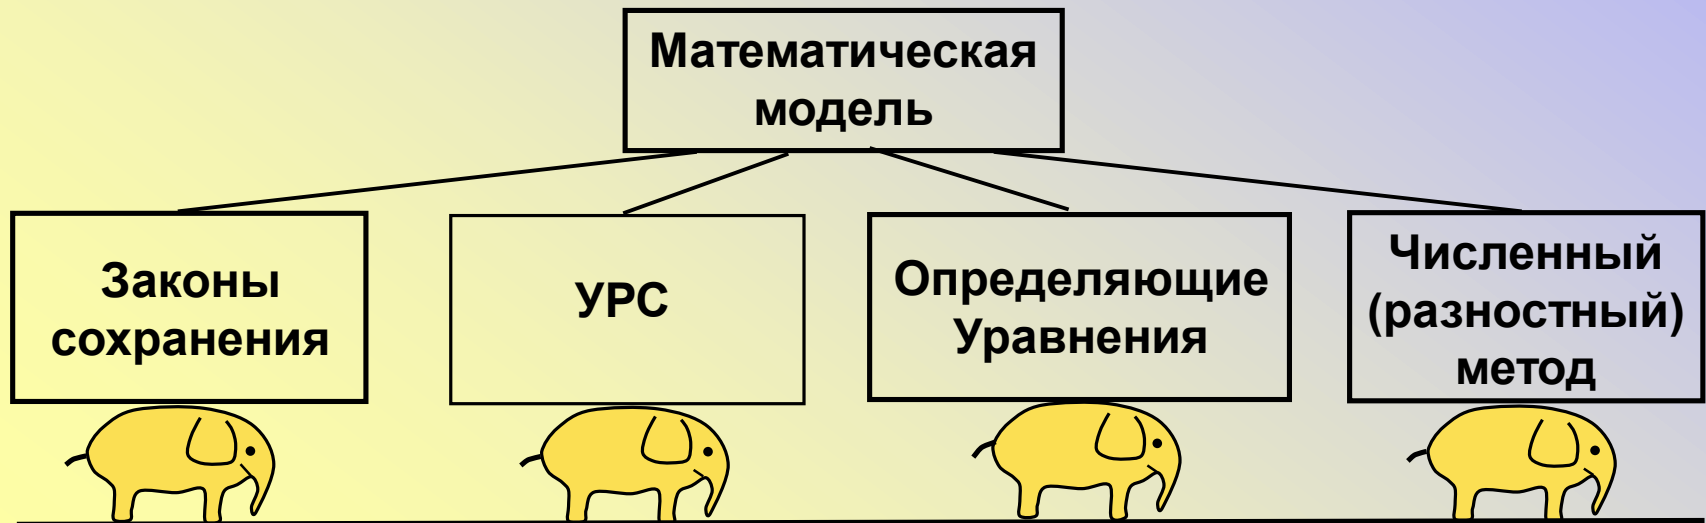 Математическая
модель
Законы
сохранения
УРС
Определяющие
Уравнения
Численный
(разностный)
метод